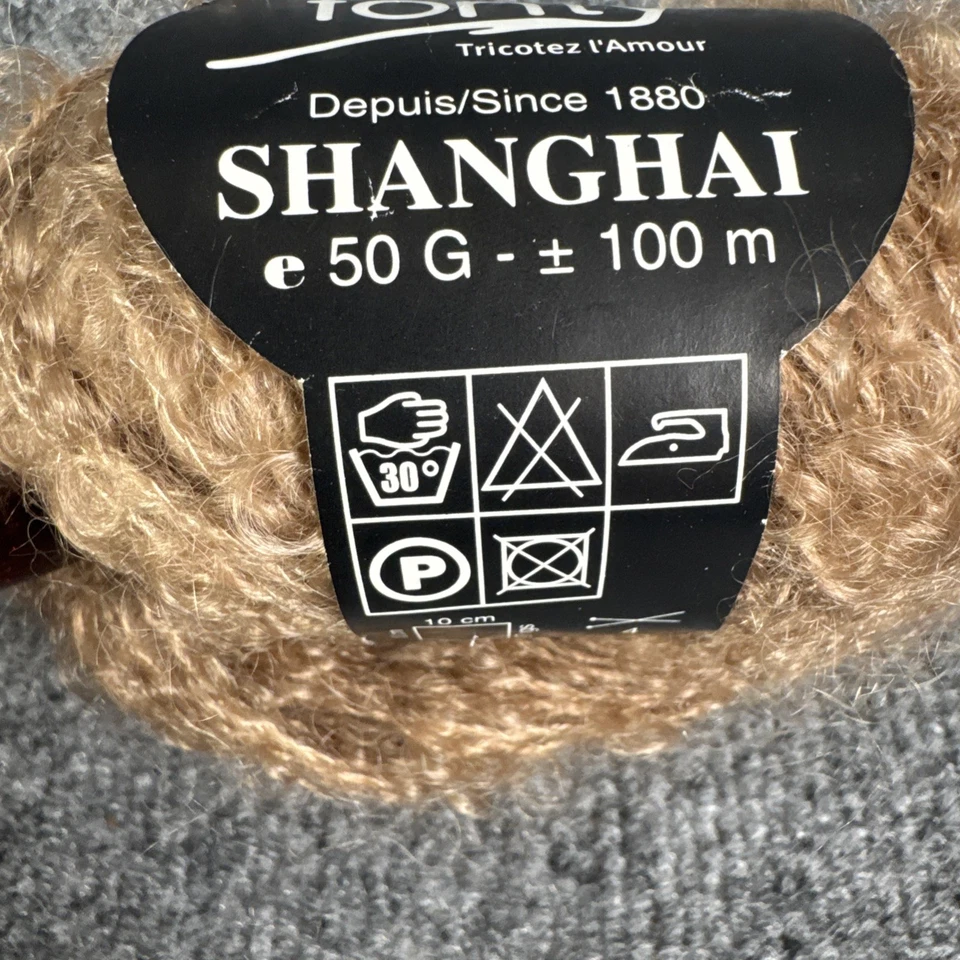 Tricotez l'Amour
Depuis/Since 1880
SHANGHAI
e 50 G - ± 100 m
30°
P
10 cm